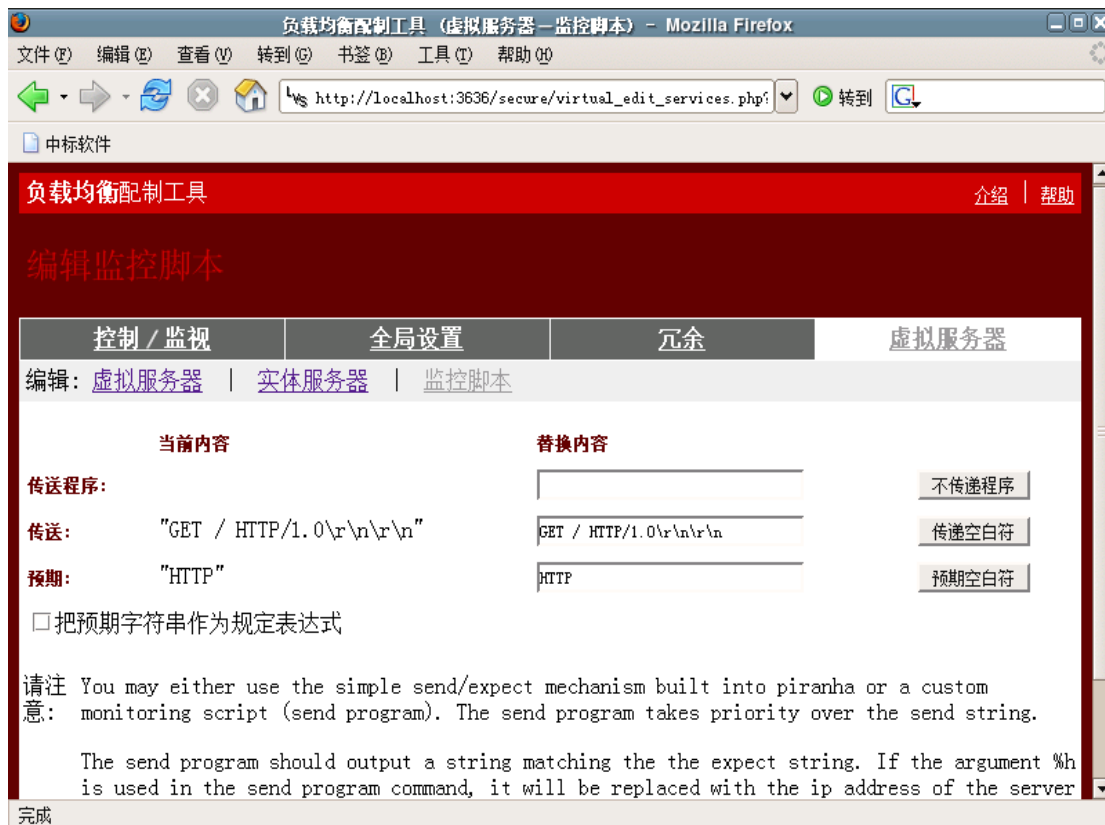 负载均衡配制工具 (虚拟服务器－监控脚本) - Mozilla Firefox
文件(F) 编辑(E) 查看(V) 转到(G) 书签(B) 工具(T) 帮助(H)
http://localhost:3636/secure/virtual_edit_services.php? 转到
中标软件
负载均衡配制工具 介绍 | 帮助
编辑监控脚本
控制/监视 全局设置 冗余 虚拟服务器
编辑: 虚拟服务器 | 实体服务器 | 监控脚本
当前内容 替换内容
传送程序: 不传递程序
传送: "GET / HTTP/1.0\r\n\r\n" GET / HTTP/1.0\r\n\r\n 传递空白符
预期: "HTTP" HTTP 预期空白符
把预期字符串作为规定表达式
请注意: You may either use the simple send/expect mechanism built into piranha or a custom
monitoring script (send program). The send program takes priority over the send string.
The send program should output a string matching the the expect string. If the argument %h
is used in the send program command, it will be replaced with the ip address of the server
完成